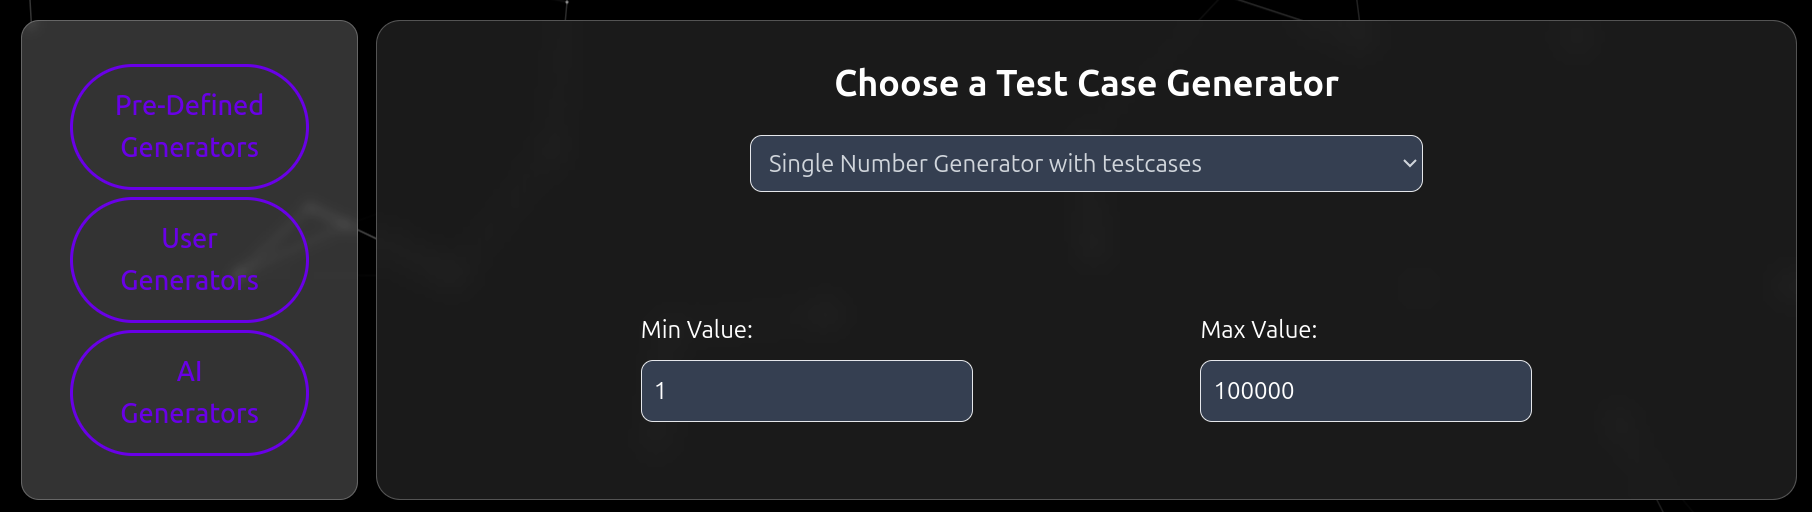 Pre-Defined
Generators
User
Generators
AI
Generators
Choose a Test Case Generator
Single Number Generator with testcases
Min Value:
1
Max Value:
100000